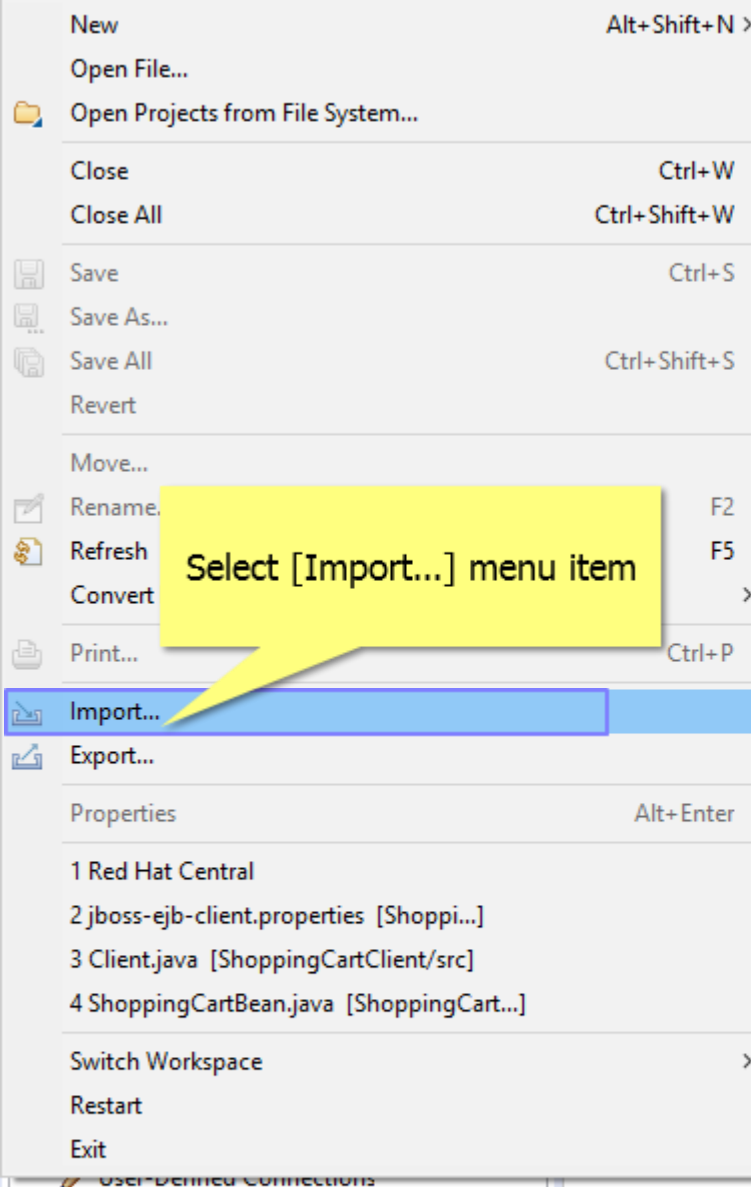 New Alt+Shift+N >
Open File...
Open Projects from File System...
Close Ctrl+W
Close All Ctrl+Shift+W
Save Ctrl+S
Save As...
Save All Ctrl+Shift+S
Revert
Move...
Rename. F2
Refresh F5
Select [Import...] menu item
Convert >
Print... Ctrl+P
Import...
Export...
Properties Alt+Enter
1 Red Hat Central
2 jboss-ejb-client.properties [Shoppi...]
3 Client.java [ShoppingCartClient/src]
4 ShoppingCartBean.java [ShoppingCart...]
Switch Workspace >
Restart
Exit
User-Defined Connections